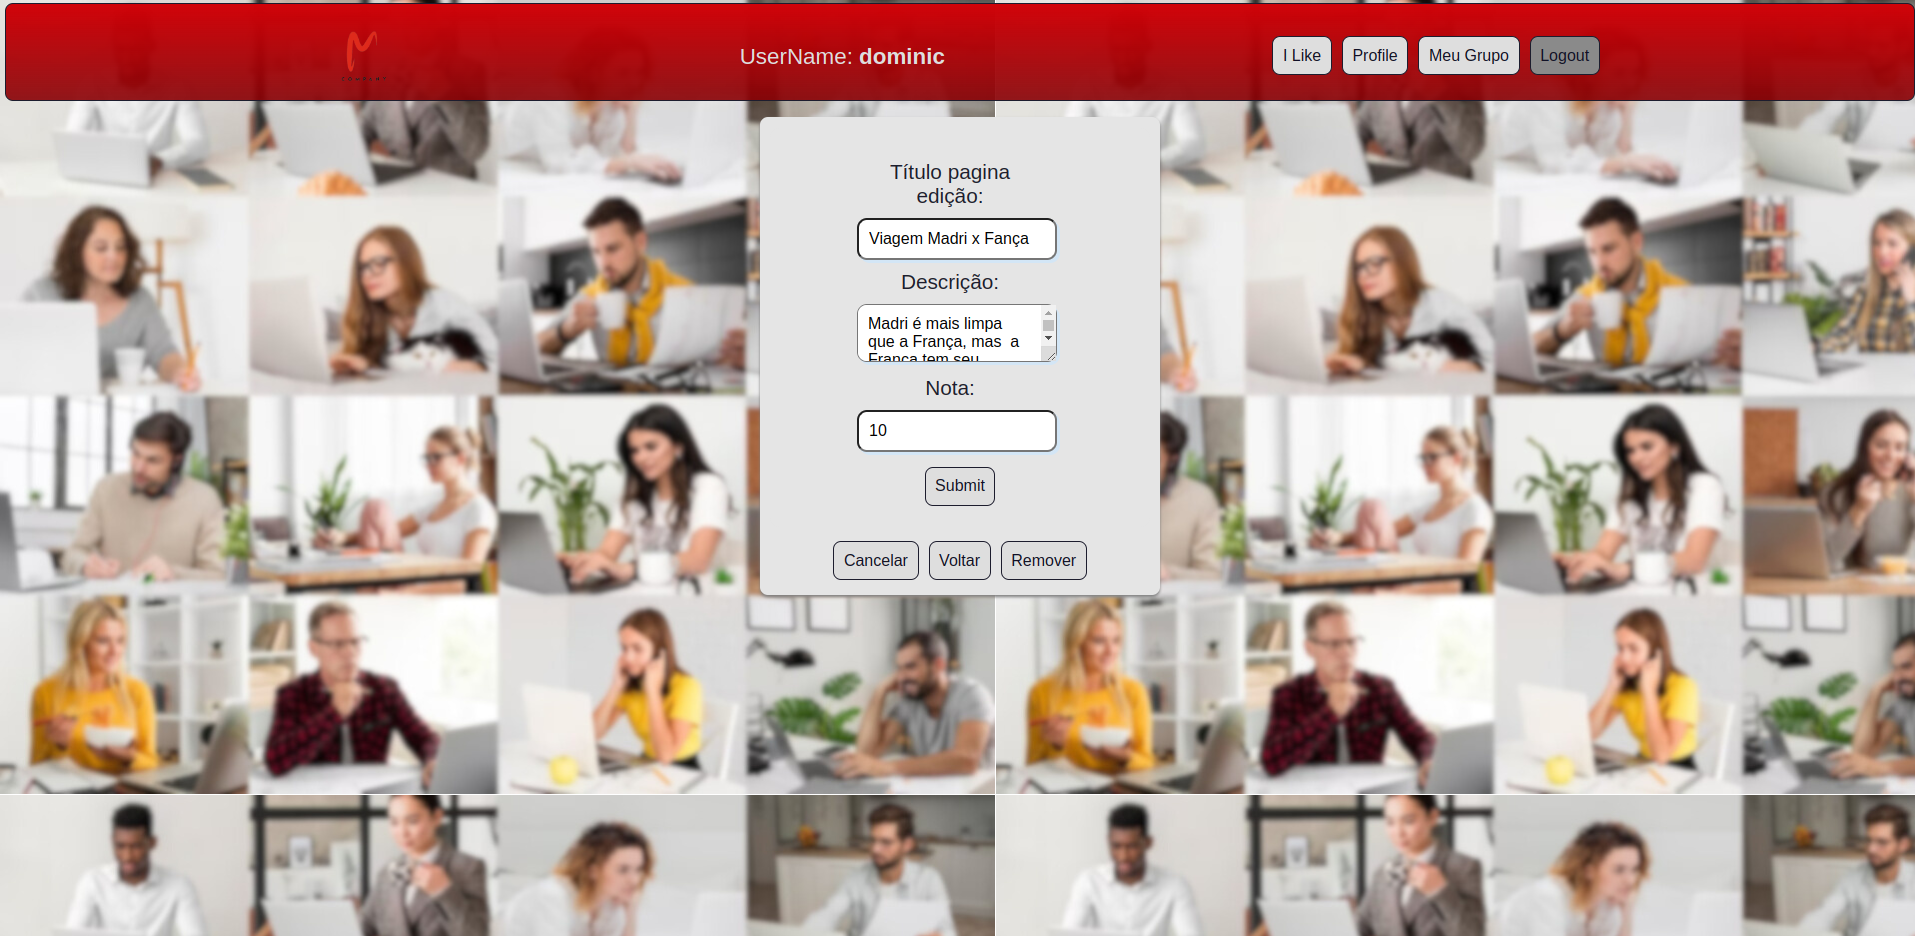 UserName: dominic
I Like
Profile
Meu Grupo
Logout
Título pagina
edição:
Viagem Madri x Fança
Descrição:
Madri é mais limpa
que a França, mas  a
França tem seu
Nota:
10
Submit
Cancelar
Voltar
Remover